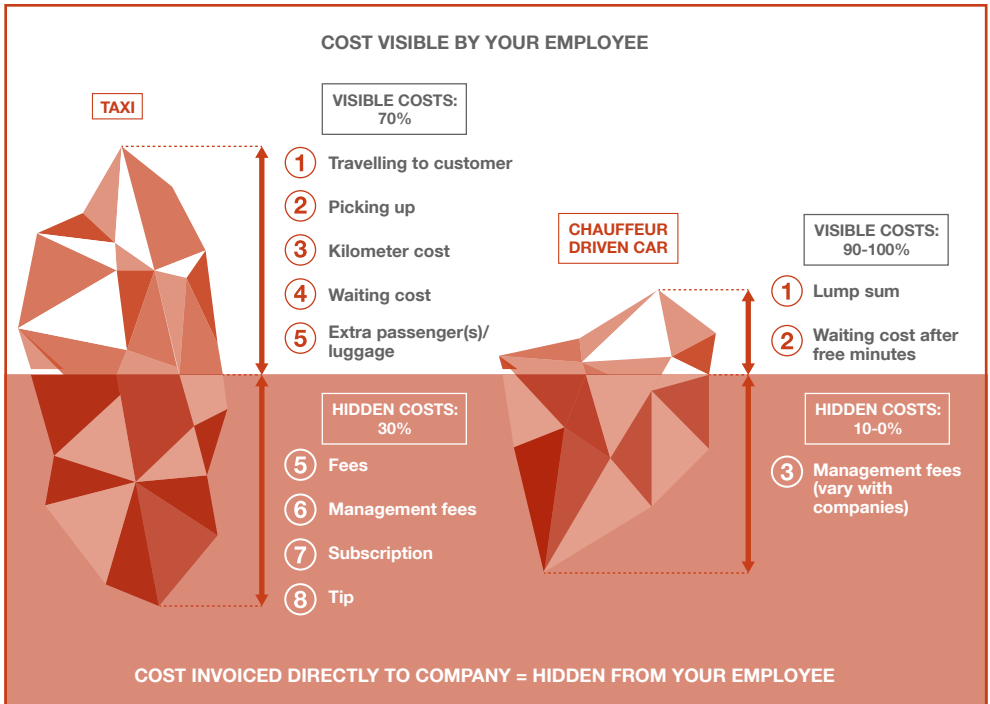 COST VISIBLE BY YOUR EMPLOYEE
TAXI
VISIBLE COSTS:
70%
1 Travelling to customer
2 Picking up
3 Kilometer cost
4 Waiting cost
5 Extra passenger(s)/
luggage
HIDDEN COSTS:
30%
5 Fees
6 Management fees
7 Subscription
8 Tip
CHAUFFEUR
DRIVEN CAR
VISIBLE COSTS:
90-100%
1 Lump sum
2 Waiting cost after
free minutes
HIDDEN COSTS:
10-0%
3 Management fees
(vary with
companies)
COST INVOICED DIRECTLY TO COMPANY = HIDDEN FROM YOUR EMPLOYEE